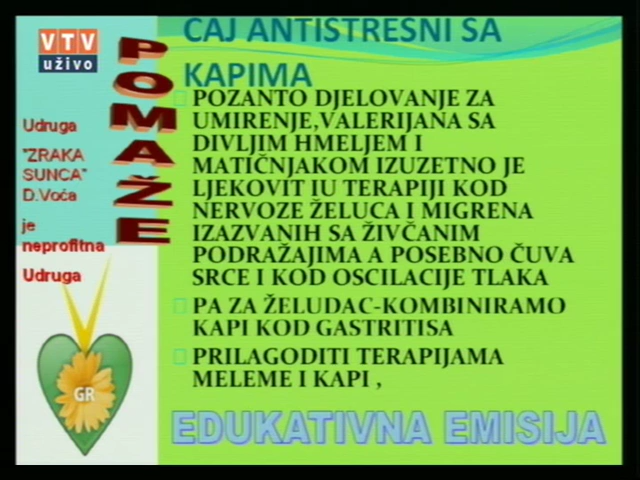 VTV
uživo
POMAŽE
Udruga
"ZRAKA
SUNCA"
D.Voća
je
neprofitna
Udruga
GR
ČAJ ANTISTRESNI SA
KAPIMA
POZANTO DJELOVANJE ZA
UMIRENJE,VALERIJANA SA
DIVLJIM HMELJEM I
MATIČNJAKOM IZUZETNO JE
LJEKOVIT IU TERAPIJI KOD
NERVOZE ŽELUCA I MIGRENA
IZAZVANIH SA ŽIVČANIM
PODRAŽAJIMA A POSEBNO ČUVA
SRCE I KOD OSCILACIJE TLAKA
PA ZA ŽELUDAC-KOMBINIRAMO
KAPI KOD GASTRITISA
PRILAGODITI TERAPIJAMA
MELEME I KAPI ,
EDUKATIVNA EMISIJA